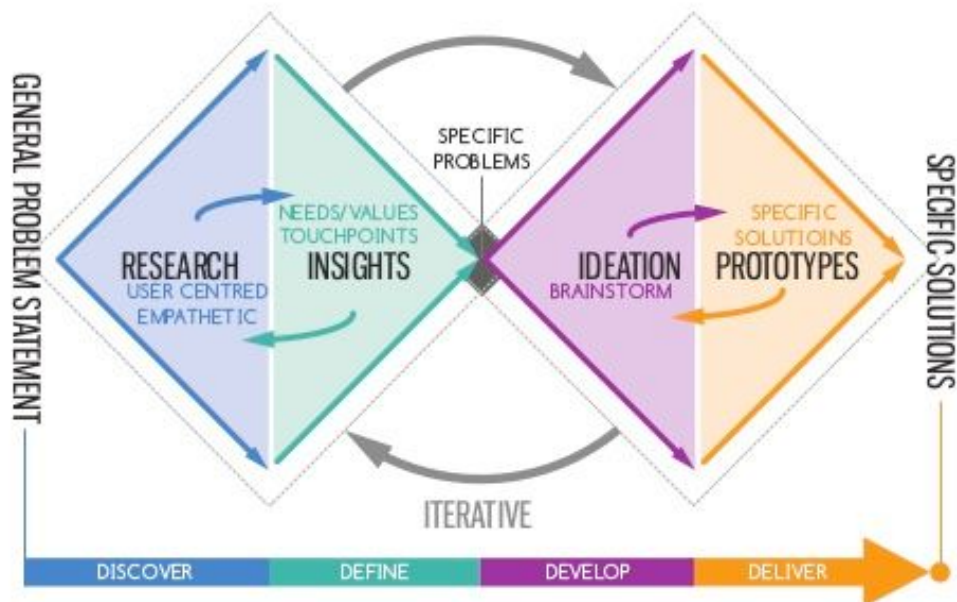 GENERAL PROBLEM STATEMENT
RESEARCH
USER CENTRED
EMPATHETIC
NEEDS/VALUES
TOUCHPOINTS
INSIGHTS
SPECIFIC
PROBLEMS
IDEATION
BRAINSTORM
SPECIFIC
SOLUTIOINS
PROTOTYPES
SPECIFIC SOLUTIONS
ITERATIVE
DISCOVER
DEFINE
DEVELOP
DELIVER